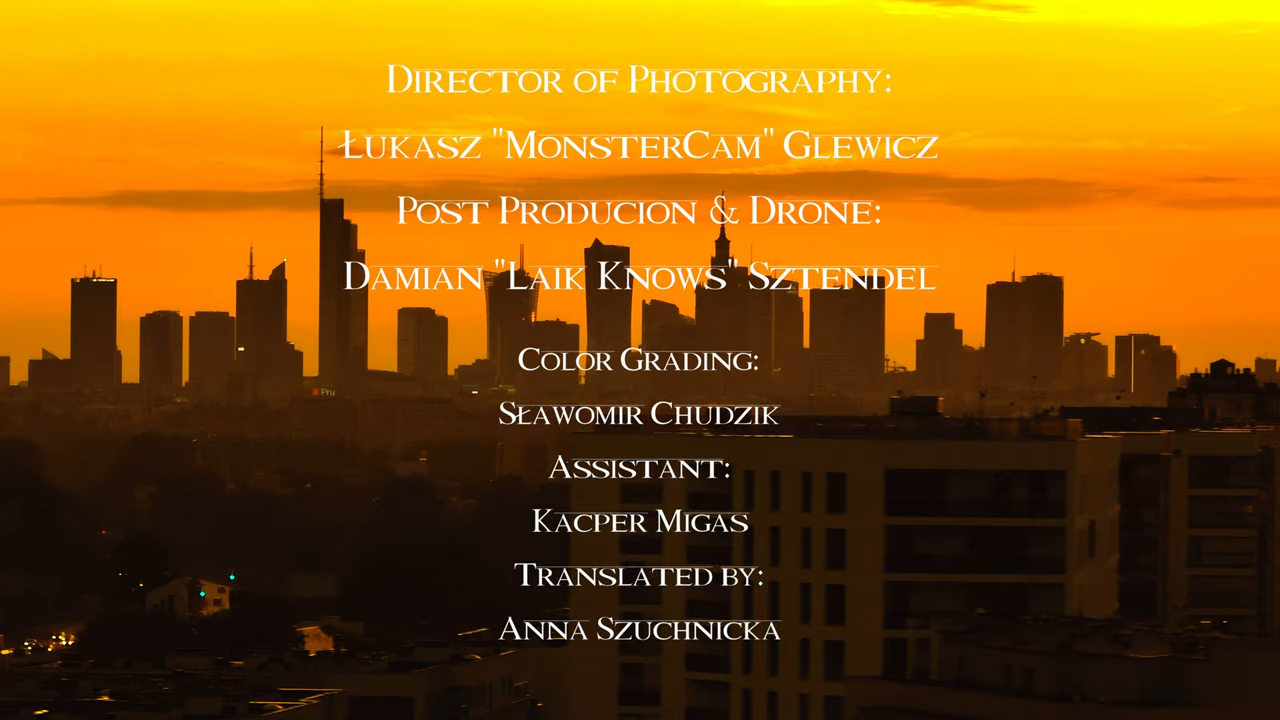 Director of Photography:
Łukasz "MonsterCam" Glewicz
Post Producion & Drone:
Damian "Laik Knows" Sztendel
Color Grading:
Sławomir Chudzik
Assistant:
Kacper Migas
Translated by:
Anna Szuchnicka
Pru